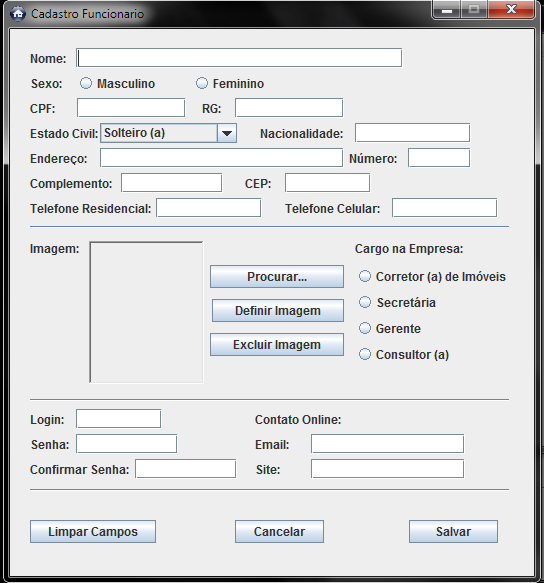 Cadastro Funcionario
Nome:
Sexo: Masculino Feminino
CPF: RG:
Estado Civil: Solteiro (a) Nacionalidade:
Endereço: Número:
Complemento: CEP:
Telefone Residencial: Telefone Celular:
Imagem: Cargo na Empresa:
Procurar... Corretor (a) de Imóveis
Definir Imagem Secretária
Gerente
Excluir Imagem Consultor (a)
Login: Contato Online:
Senha: Email:
Confirmar Senha: Site:
Limpar Campos Cancelar Salvar